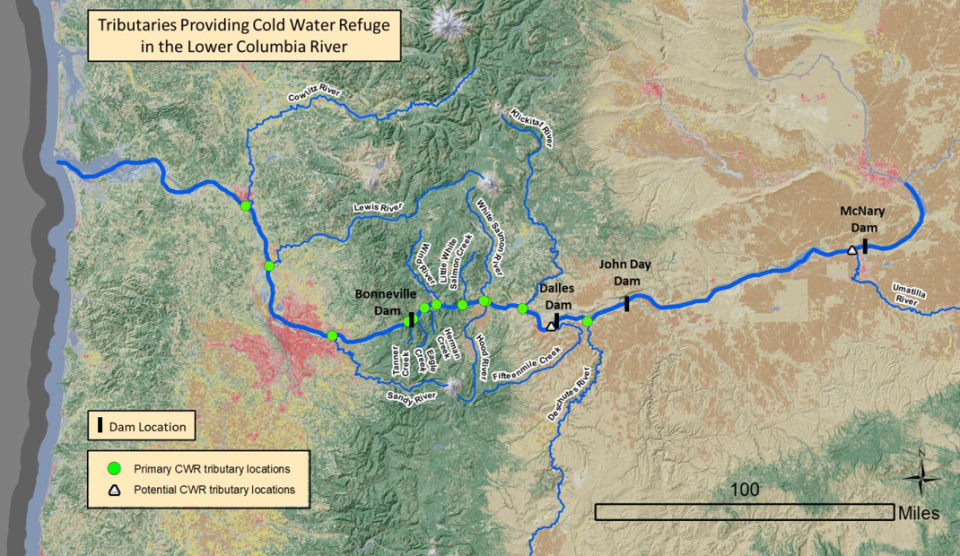 Tributaries Providing Cold Water Refuge
in the Lower Columbia River
Cowlitz River
Klickitat River
Lewis River
White Salmon River
Wind
River
Little White
Salmon Creek
McNary
Dam
John Day
Dam
Dalles
Dam
Bonneville
Dam
Umatilla
River
Tanner
Creek
Eagle
Creek
Herman
Creek
Hood River
Fifteenmile Creek
Sandy River
Deschutes River
Dam Location
Primary CWR tributary locations
Potential CWR tributary locations
N
100
Miles